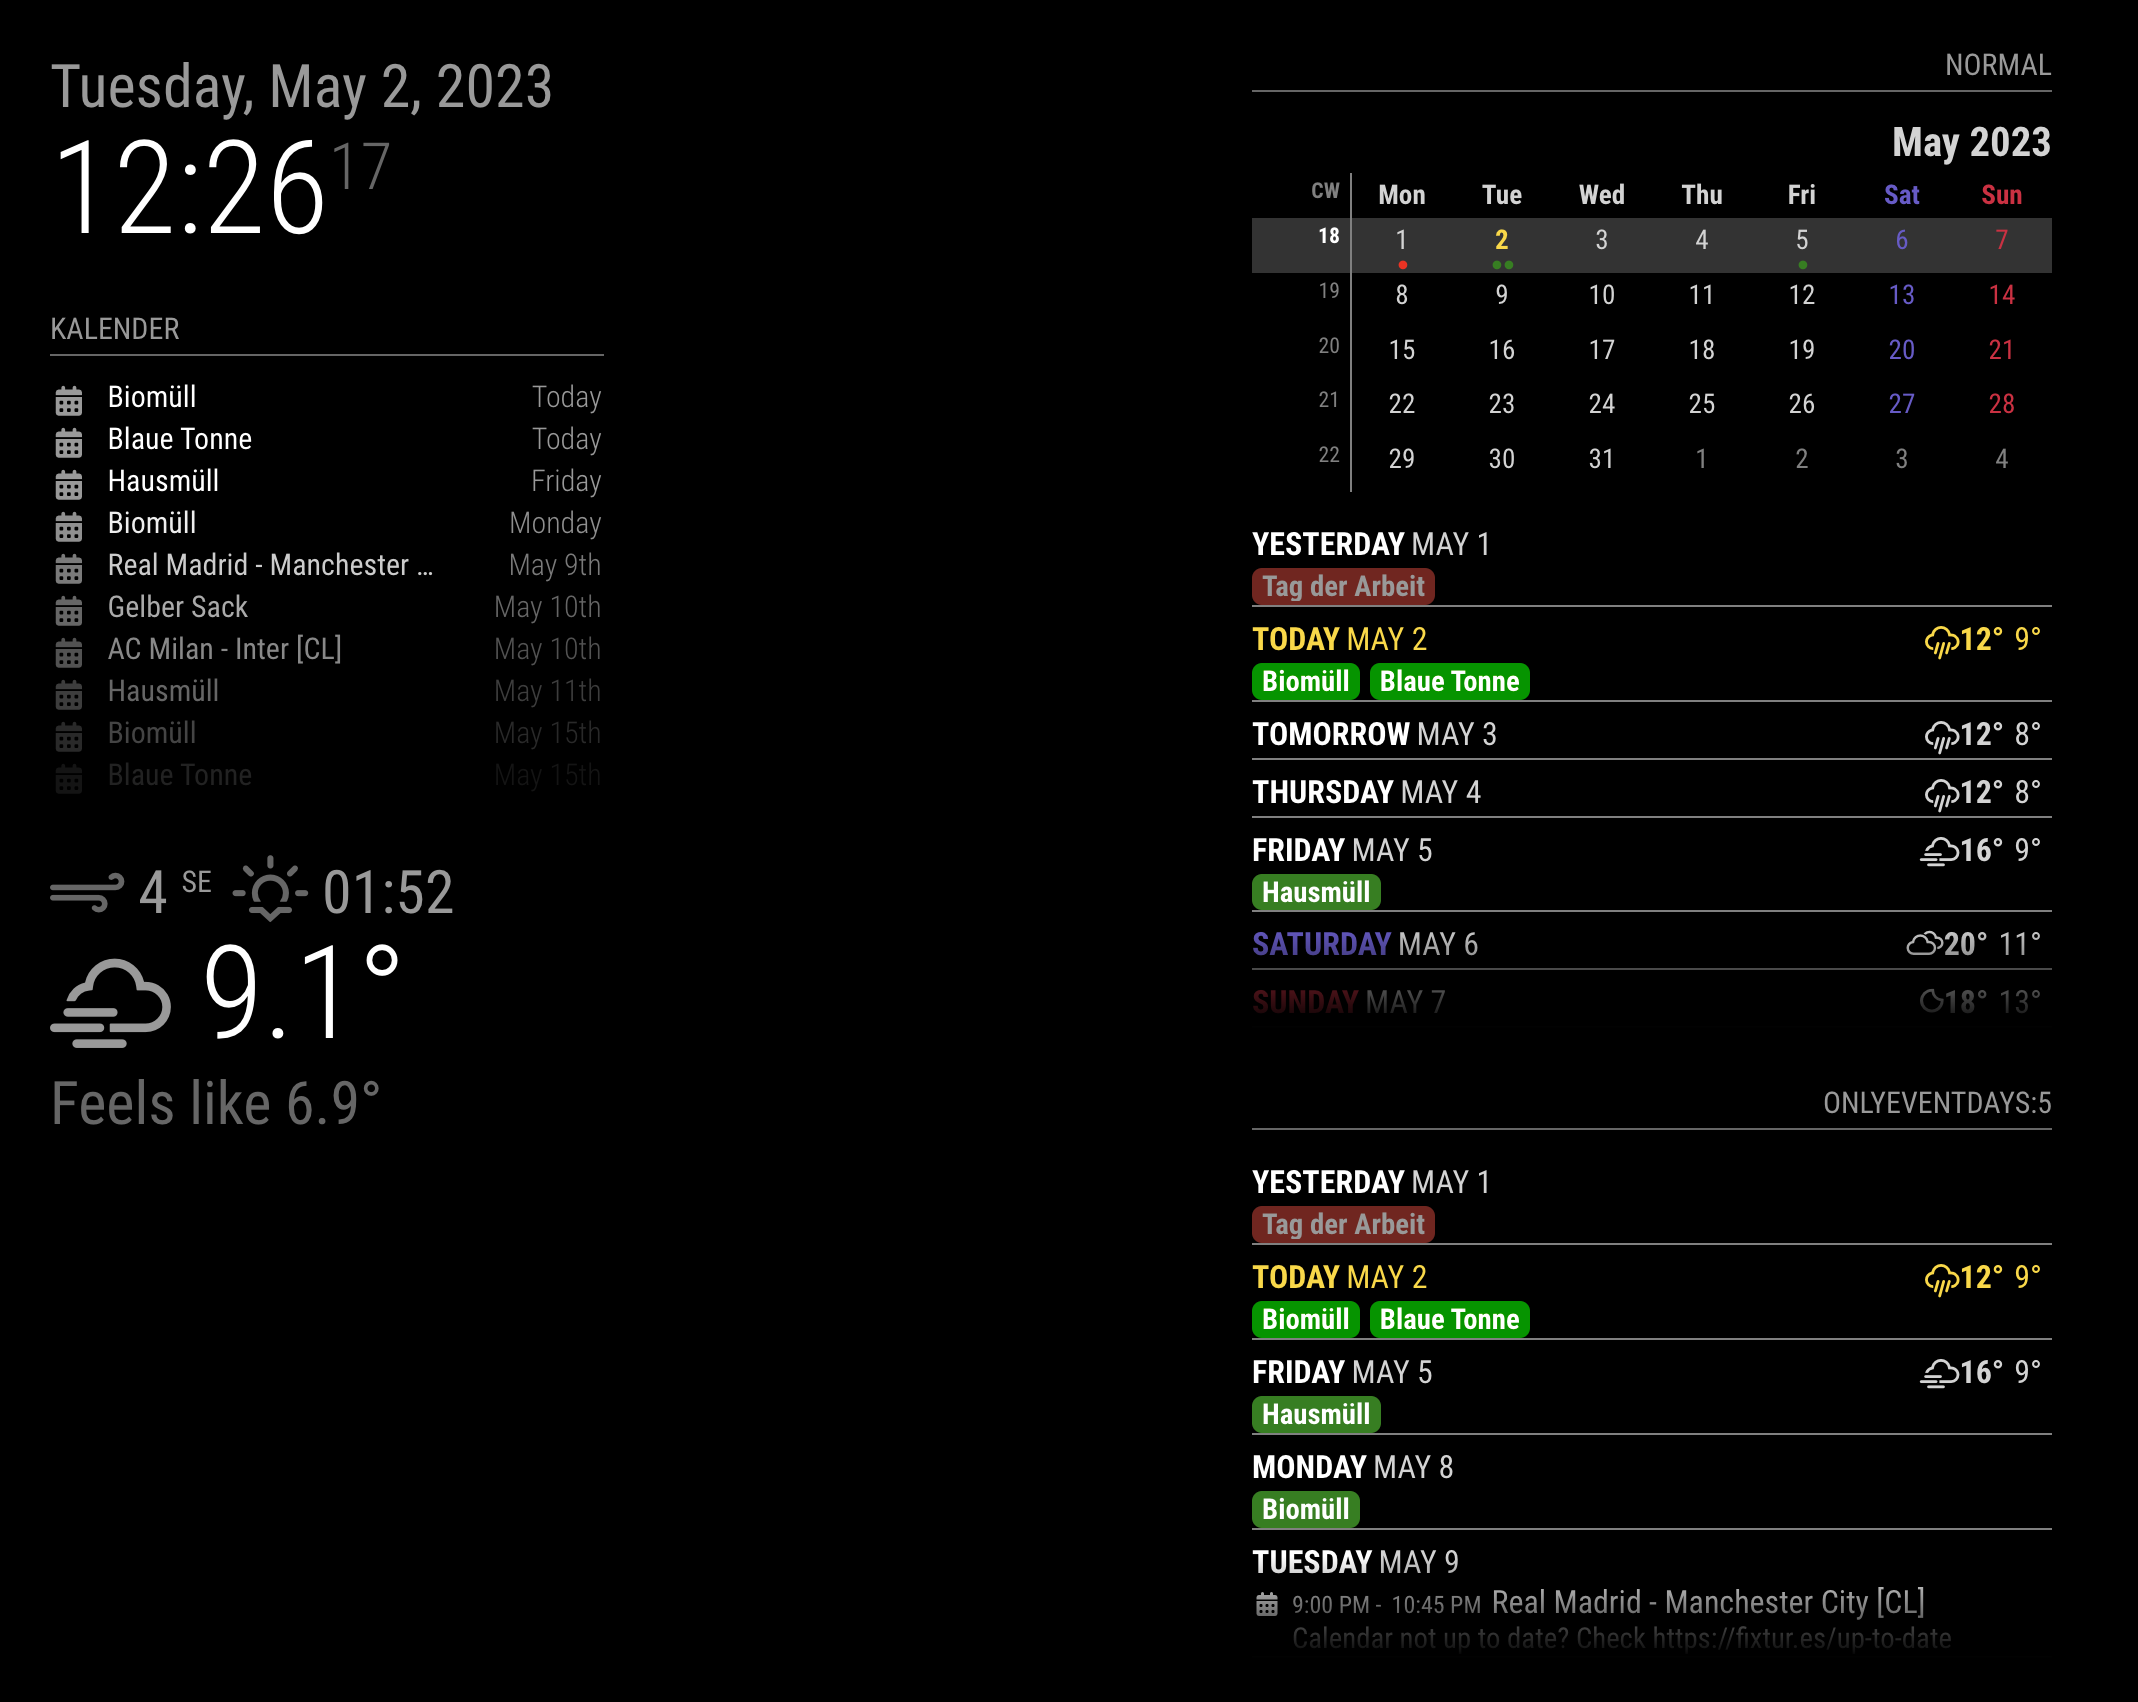 Tuesday, May 2, 2023
12:26 17
KALENDER
Biomüll Today
Blaue Tonne Today
Hausmüll Friday
Biomüll Monday
Real Madrid - Manchester … May 9th
Gelber Sack May 10th
AC Milan - Inter [CL] May 10th
Hausmüll May 11th
Biomüll May 15th
Blaue Tonne May 15th
4 SE 01:52
9.1°
Feels like 6.9°
NORMAL
May 2023
CW Mon Tue Wed Thu Fri Sat Sun
18 1 2 3 4 5 6 7
19 8 9 10 11 12 13 14
20 15 16 17 18 19 20 21
21 22 23 24 25 26 27 28
22 29 30 31 1 2 3 4
YESTERDAY MAY 1
Tag der Arbeit
TODAY MAY 2 12° 9°
Biomüll Blaue Tonne
TOMORROW MAY 3 12° 8°
THURSDAY MAY 4 12° 8°
FRIDAY MAY 5 16° 9°
Hausmüll
SATURDAY MAY 6 20° 11°
SUNDAY MAY 7 18° 13°
ONLYEVENTDAYS:5
YESTERDAY MAY 1
Tag der Arbeit
TODAY MAY 2 12° 9°
Biomüll Blaue Tonne
FRIDAY MAY 5 16° 9°
Hausmüll
MONDAY MAY 8
Biomüll
TUESDAY MAY 9
9:00 PM - 10:45 PM Real Madrid - Manchester City [CL]
Calendar not up to date? Check https://fixtur.es/up-to-date